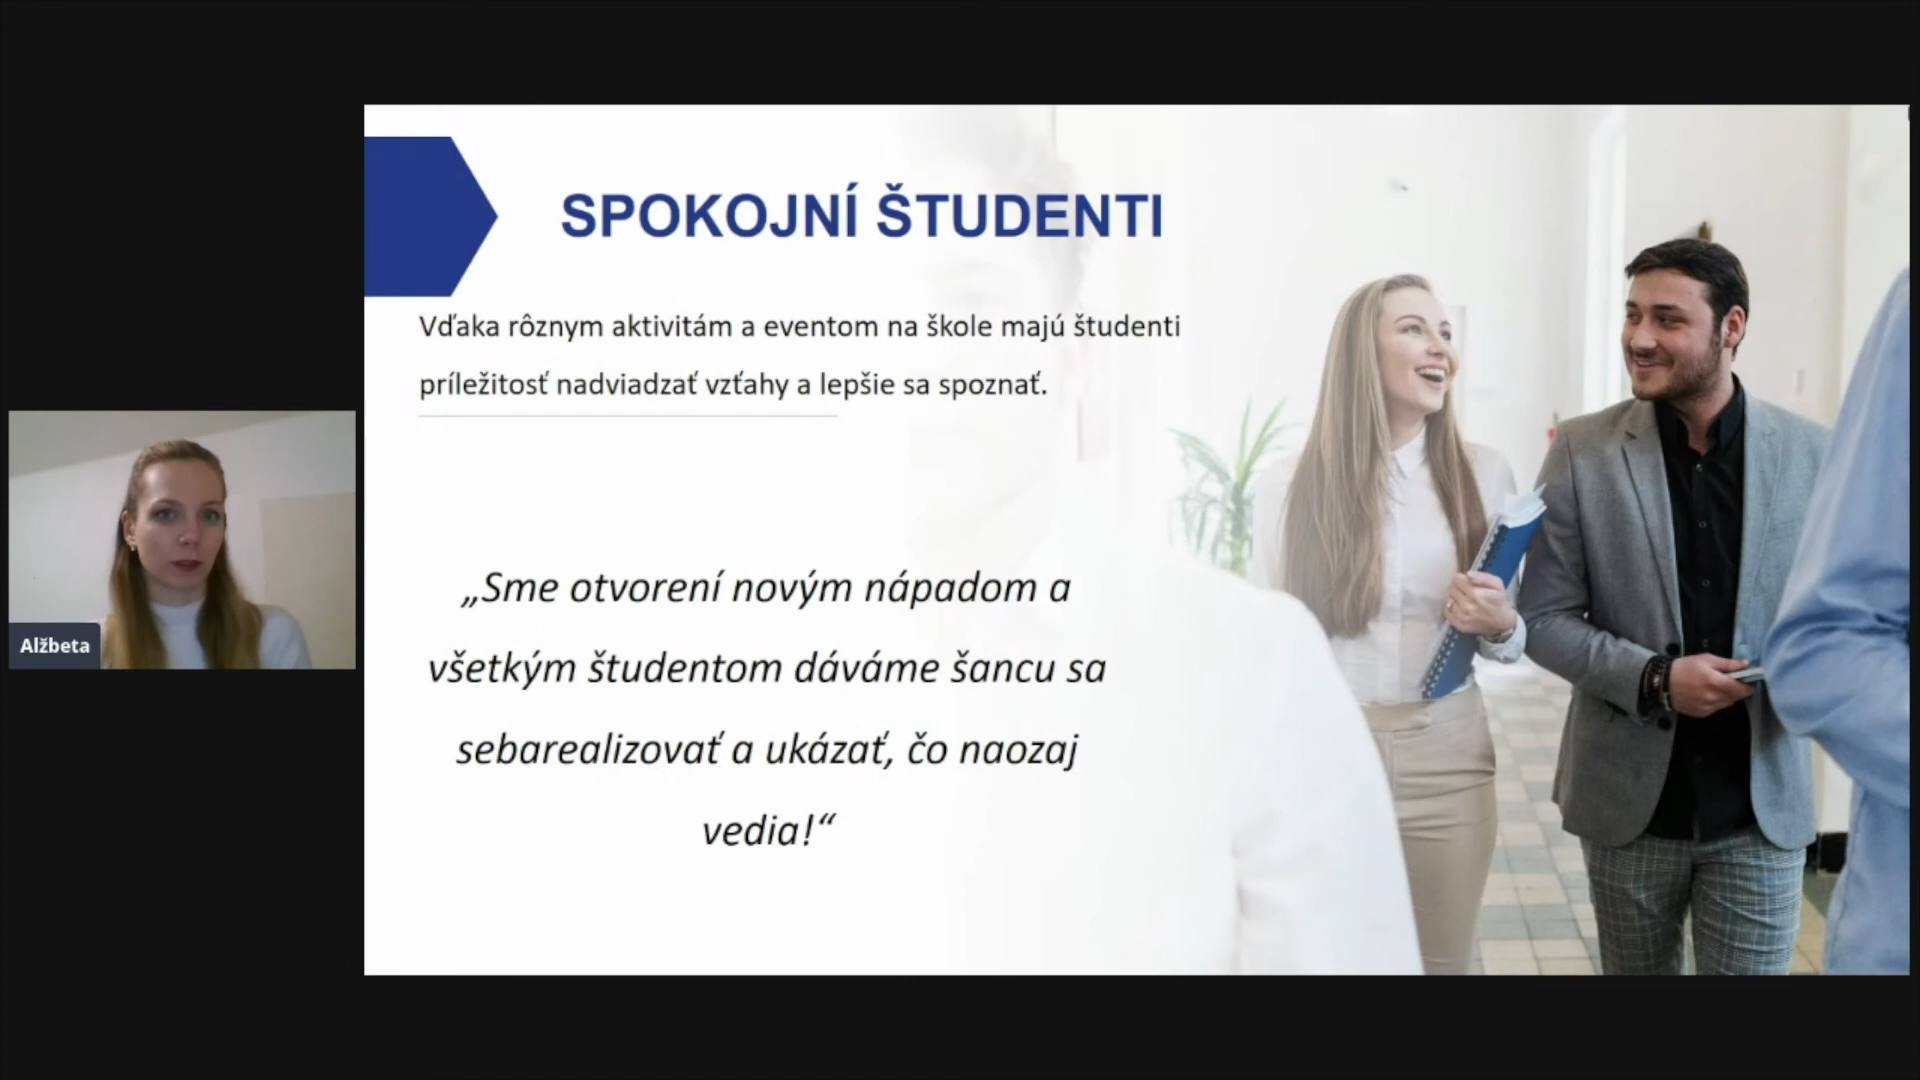 SPOKOJNÍ ŠTUDENTI
Vďaka rôznym aktivitám a eventom na škole majú študenti
príležitosť nadviadzať vzťahy a lepšie sa spoznať.
„Sme otvorení novým nápadom a
všetkým študentom dáváme šancu sa
sebarealizovať a ukázať, čo naozaj
vedia!“
Alžbeta